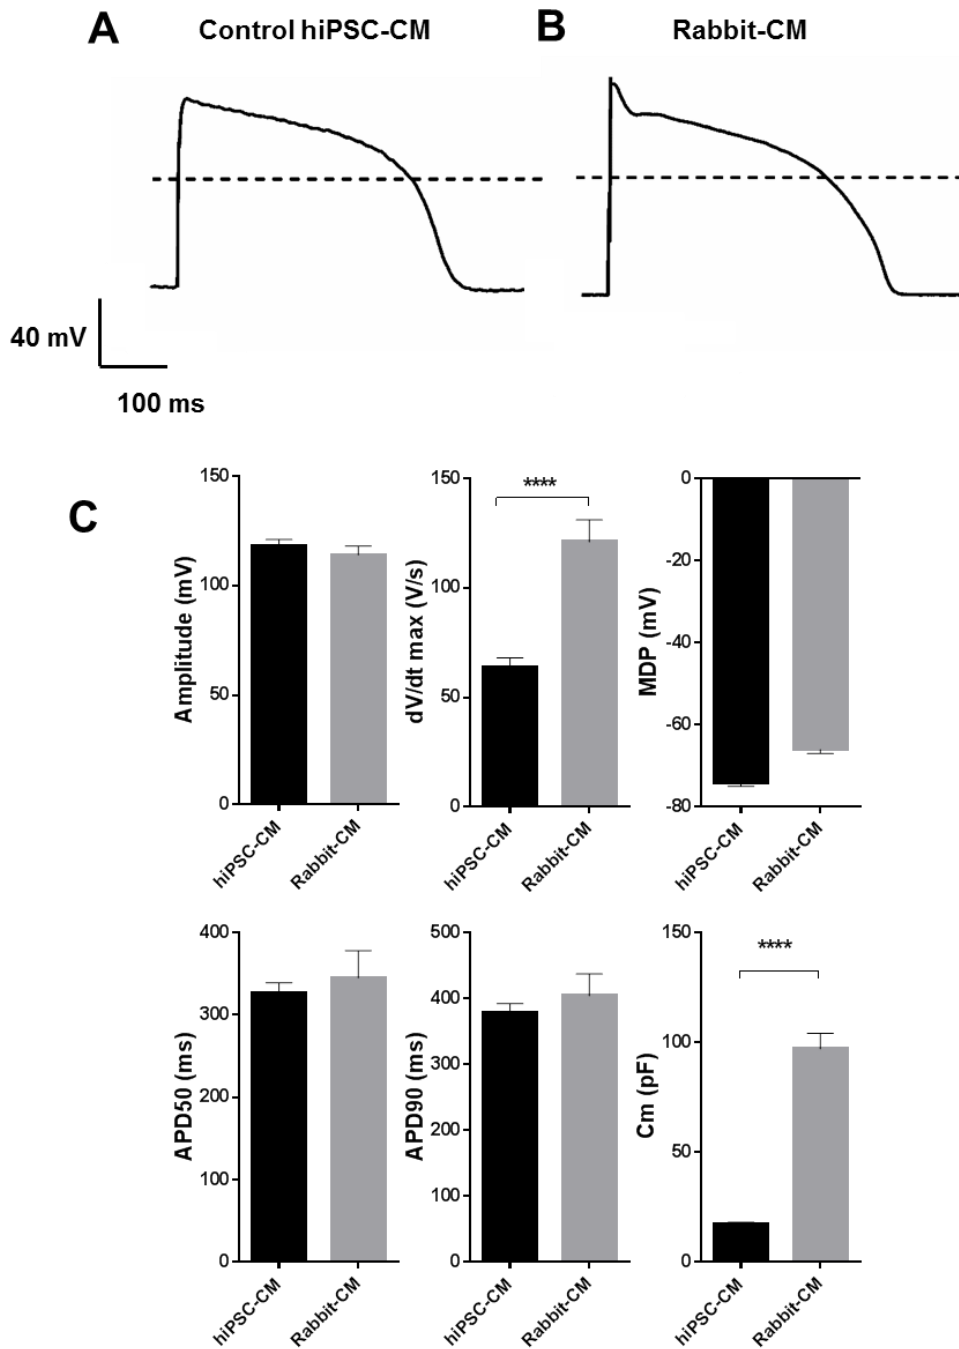 A Control hiPSC-CM B Rabbit-CM
40 mV
100 ms
C
Amplitude (mV)
150
100
50
0
hiPSC-CM Rabbit-CM
dV/dt max (V/s)
150
100
50
0
****
hiPSC-CM Rabbit-CM
MDP (mV)
0
-20
-40
-60
-80
hiPSC-CM Rabbit-CM
APD50 (ms)
400
300
200
100
0
hiPSC-CM Rabbit-CM
APD90 (ms)
500
400
300
200
100
0
hiPSC-CM Rabbit-CM
Cm (pF)
150
100
50
0
****
hiPSC-CM Rabbit-CM